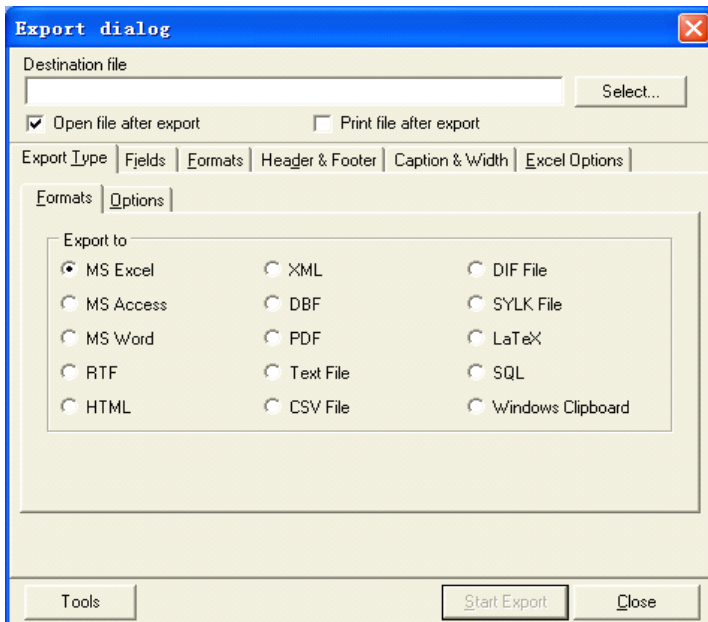 Export dialog
Destination file
Select...
Open file after export Print file after export
Export Type Fields Formats Header & Footer Caption & Width Excel Options
Formats Options
Export to
MS Excel XML DIF File
MS Access DBF SYLK File
MS Word PDF LaTeX
RTF Text File SQL
HTML CSV File Windows Clipboard
Tools Start Export Close